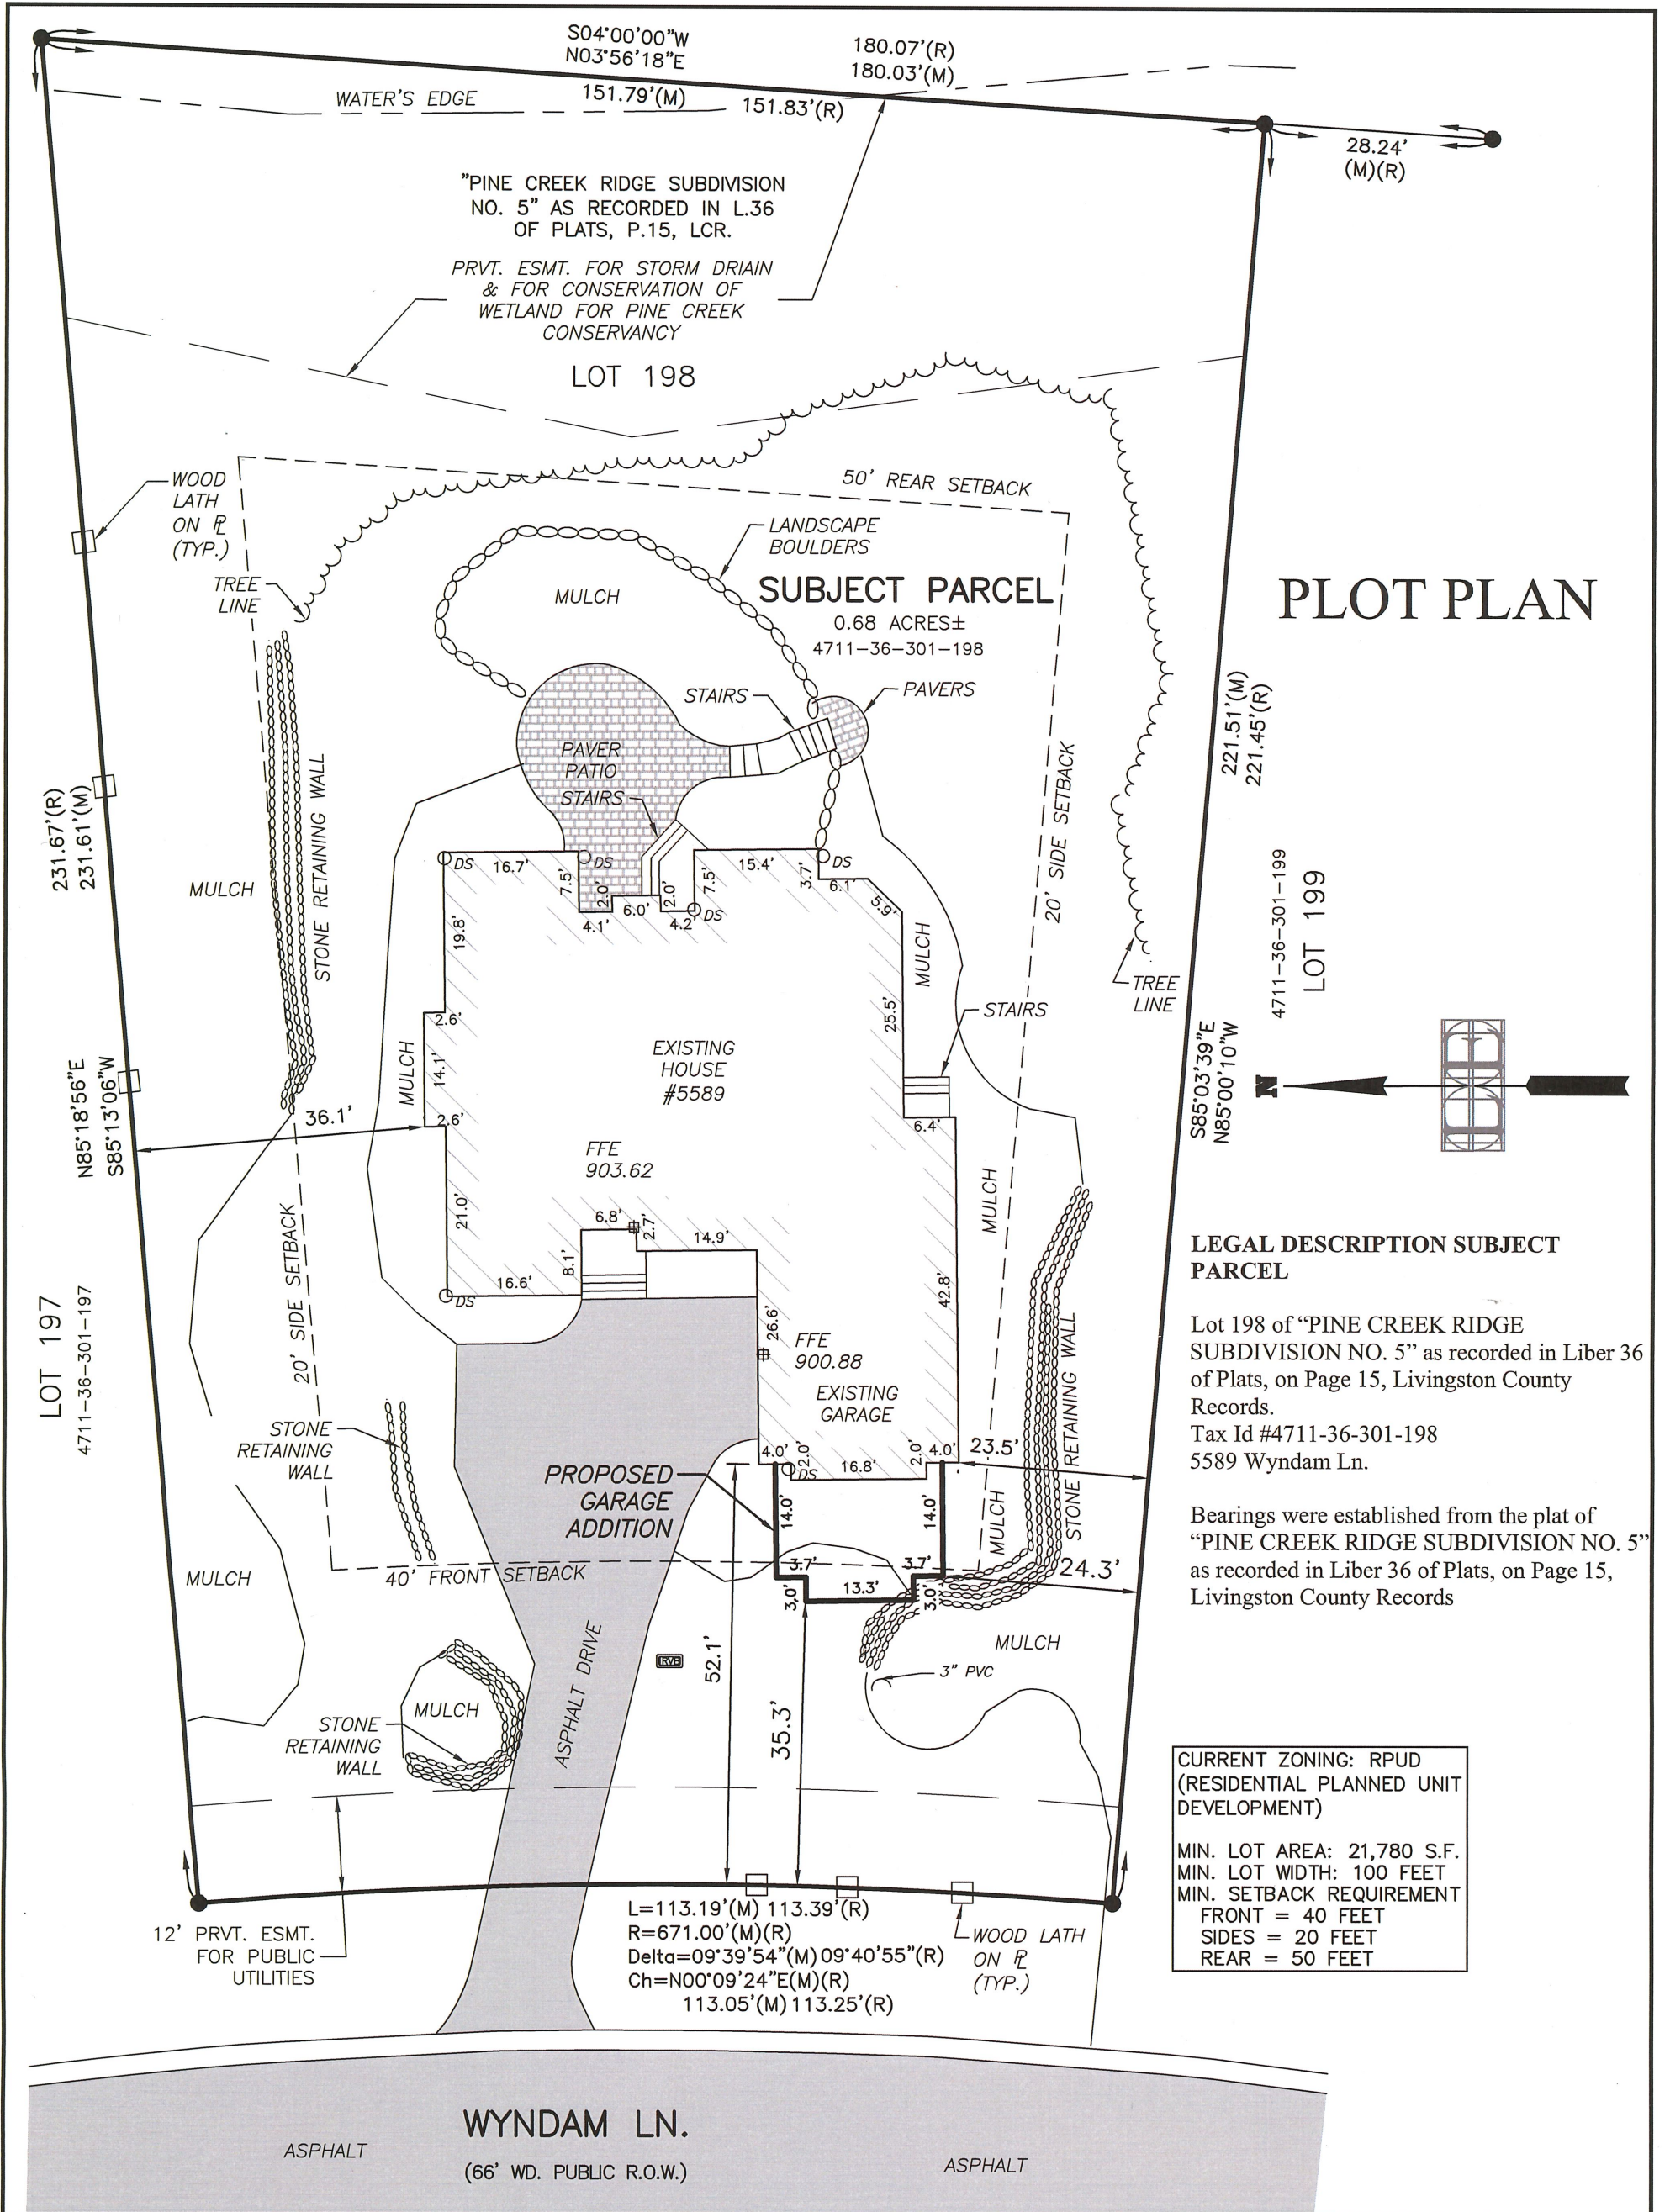 S04°00'00"W
N03°56'18"E
180.07'(R)
180.03'(M)
WATER'S EDGE
151.79'(M)
151.83'(R)
28.24'
(M)(R)
"PINE CREEK RIDGE SUBDIVISION
NO. 5" AS RECORDED IN L.36
OF PLATS, P.15, LCR.
PRVT. ESMT. FOR STORM DRIAIN
& FOR CONSERVATION OF
WETLAND FOR PINE CREEK
CONSERVANCY
LOT 198
50' REAR SETBACK
WOOD
LATH
ON PL
(TYP.)
TREE
LINE
LANDSCAPE
BOULDERS
MULCH
SUBJECT PARCEL
0.68 ACRES±
4711-36-301-198
PLOT PLAN
STAIRS
PAVERS
PAVER
PATIO
STAIRS
231.67'(R)
231.61'(M)
221.51'(M)
221.45'(R)
STONE RETAINING WALL
20' SIDE SETBACK
MULCH
DS
16.7'
DS
7.5'
2.0'
4.1'
6.0'
2.0'
4.2'
DS
7.5'
15.4'
3.7'
DS
6.1'
5.9'
19.8'
MULCH
25.5'
TREE
LINE
4711-36-301-199
LOT 199
2.6'
14.1'
MULCH
2.6'
EXISTING
HOUSE
#5589
STAIRS
6.4'
N85°18'56"E
S85°13'06"W
36.1'
S85°03'39"E
N85°00'10"W
N
FFE
903.62
21.0'
6.8'
2.7'
14.9'
8.1'
16.6'
DS
MULCH
42.8'
26.6'
FFE
900.88
EXISTING
GARAGE
20' SIDE SETBACK
LOT 197
4711-36-301-197
STONE RETAINING WALL
LEGAL DESCRIPTION SUBJECT
PARCEL
Lot 198 of “PINE CREEK RIDGE
SUBDIVISION NO. 5” as recorded in Liber 36
of Plats, on Page 15, Livingston County
Records.
Tax Id #4711-36-301-198
5589 Wyndam Ln.
Bearings were established from the plat of
“PINE CREEK RIDGE SUBDIVISION NO. 5”
as recorded in Liber 36 of Plats, on Page 15,
Livingston County Records
STONE
RETAINING
WALL
4.0'
2.0'
DS
16.8'
2.0'
4.0'
23.5'
PROPOSED
GARAGE
ADDITION
14.0'
14.0'
MULCH
3.7'
3.7'
3.0'
13.3'
3.0'
24.3'
MULCH
40' FRONT SETBACK
ASPHALT DRIVE
52.1'
35.3'
MULCH
3" PVC
MULCH
STONE
RETAINING
WALL
CURRENT ZONING: RPUD
(RESIDENTIAL PLANNED UNIT
DEVELOPMENT)
MIN. LOT AREA: 21,780 S.F.
MIN. LOT WIDTH: 100 FEET
MIN. SETBACK REQUIREMENT
FRONT = 40 FEET
SIDES = 20 FEET
REAR = 50 FEET
12' PRVT. ESMT.
FOR PUBLIC
UTILITIES
L=113.19'(M) 113.39'(R)
R=671.00'(M)(R)
Delta=09°39'54"(M) 09°40'55"(R)
Ch=N00°09'24"E(M)(R)
113.05'(M) 113.25'(R)
WOOD LATH
ON PL
(TYP.)
WYNDAM LN.
(66' WD. PUBLIC R.O.W.)
ASPHALT
ASPHALT